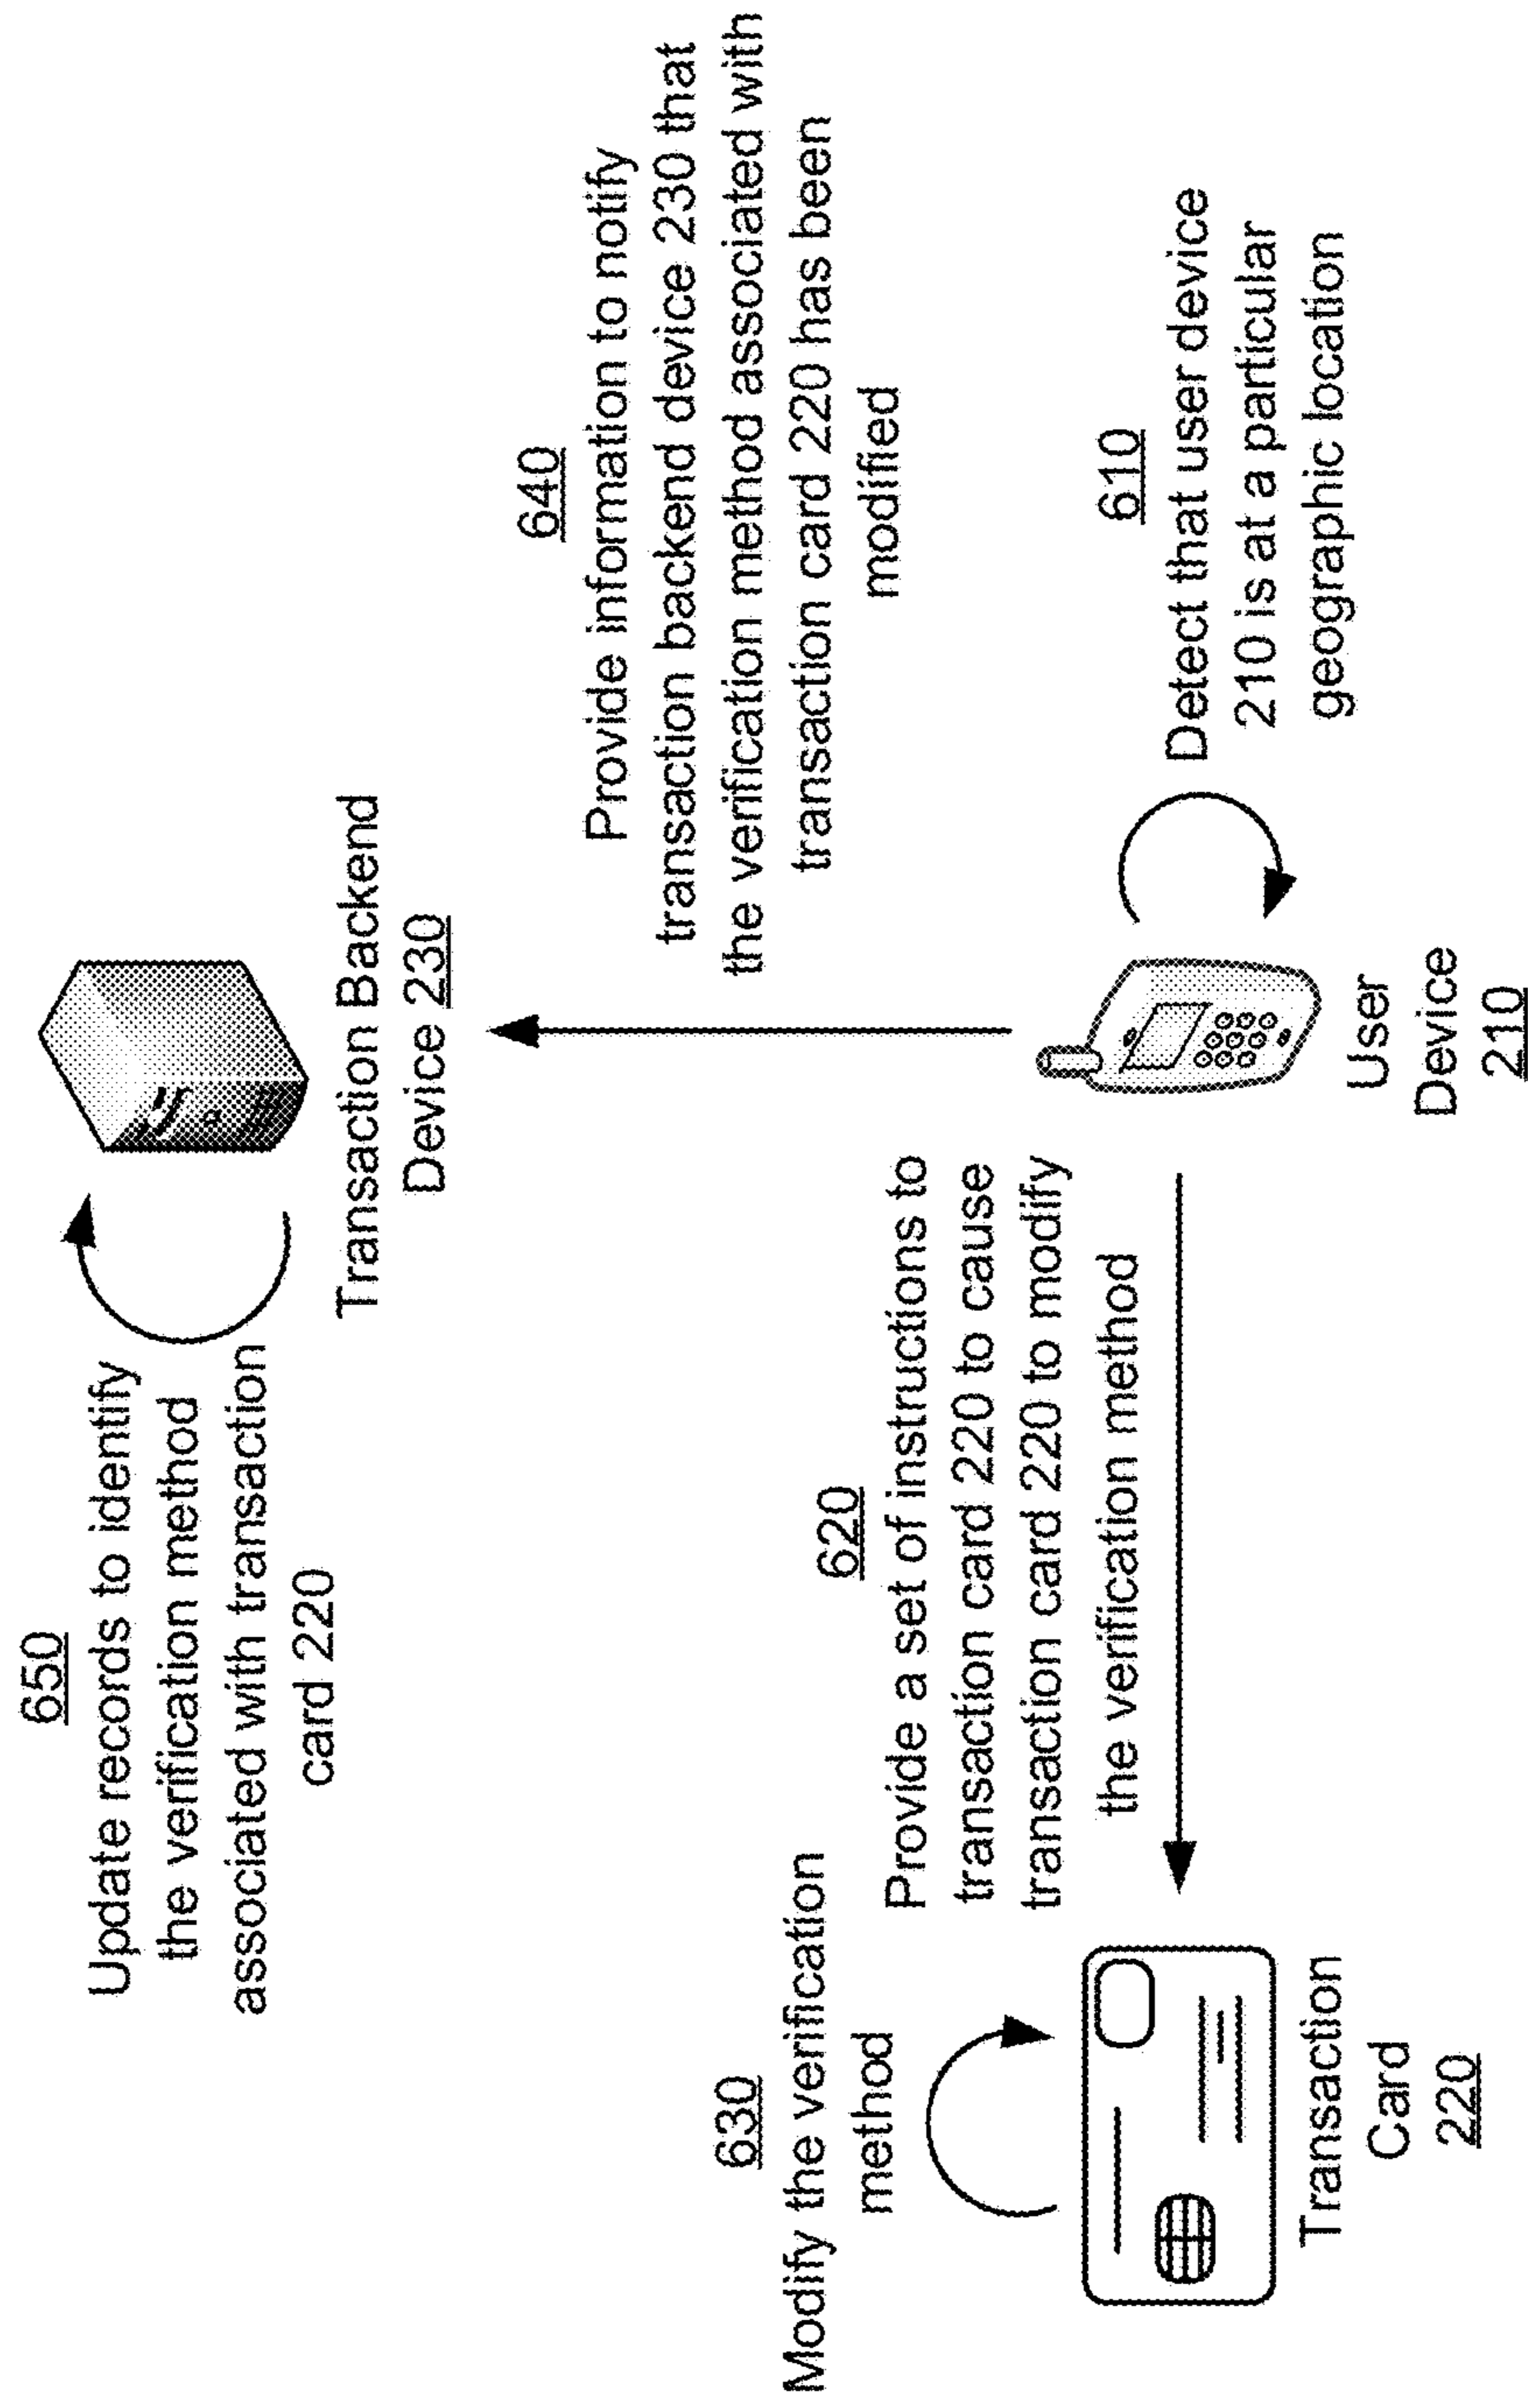 650
Update records to identify
the verification method
associated with transaction
card 220
Transaction Backend
Device 230
640
Provide information to notify
transaction backend device 230 that
the verification method associated with
transaction card 220 has been
modified
630
Modify the verification
method
620
Provide a set of instructions to
transaction card 220 to cause
transaction card 220 to modify
the verification method
610
Detect that user device
210 is at a particular
geographic location
Transaction
Card
220
User
Device
210